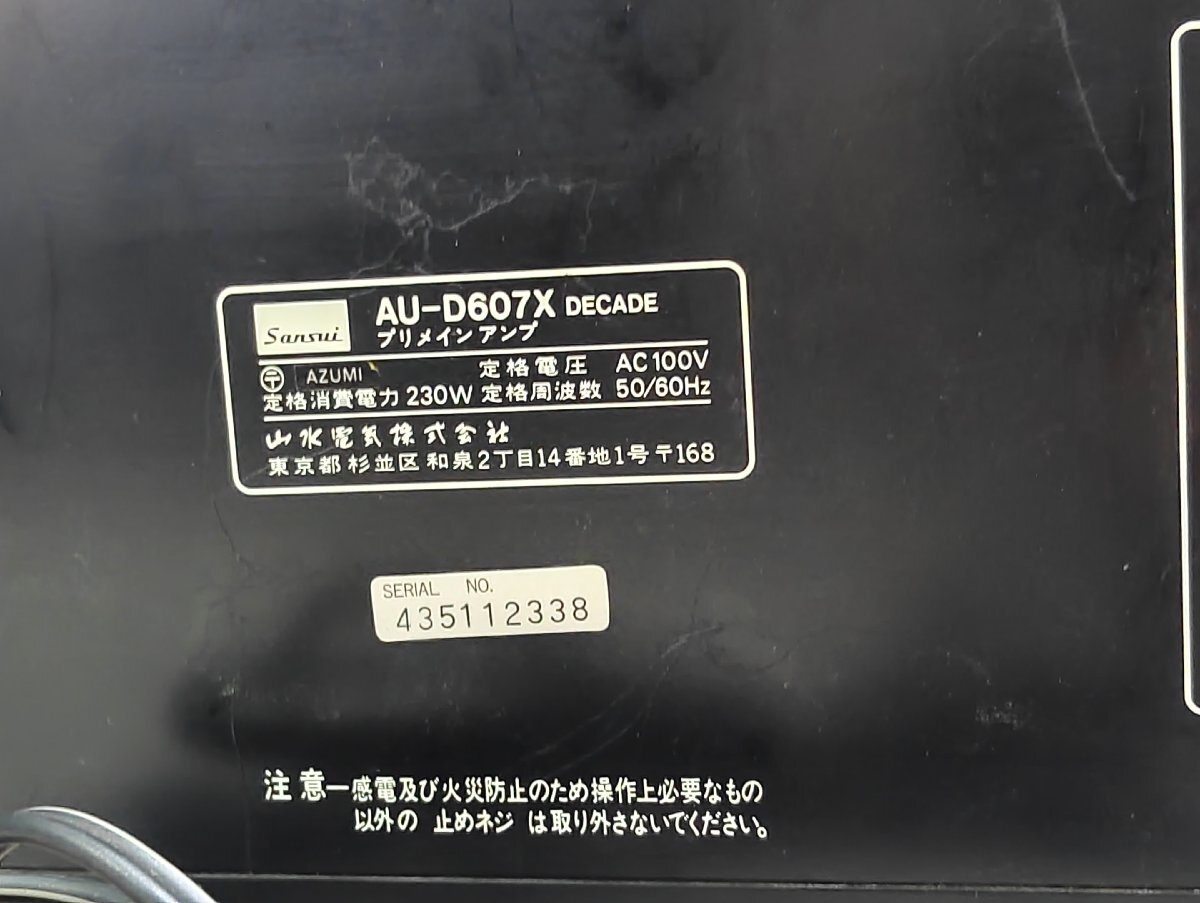 Sansui
AU-D607X DECADE
プリメインアンプ
〒 AZUMI 定格電圧 AC100V
定格消費電力 230W 定格周波数 50/60Hz
山水電気株式会社
東京都杉並区和泉2丁目14番地1号 〒168
SERIAL NO.
435112338
注意ー感電及び火災防止のため操作上必要なもの
以外の 止めネジ は取り外さないでください。